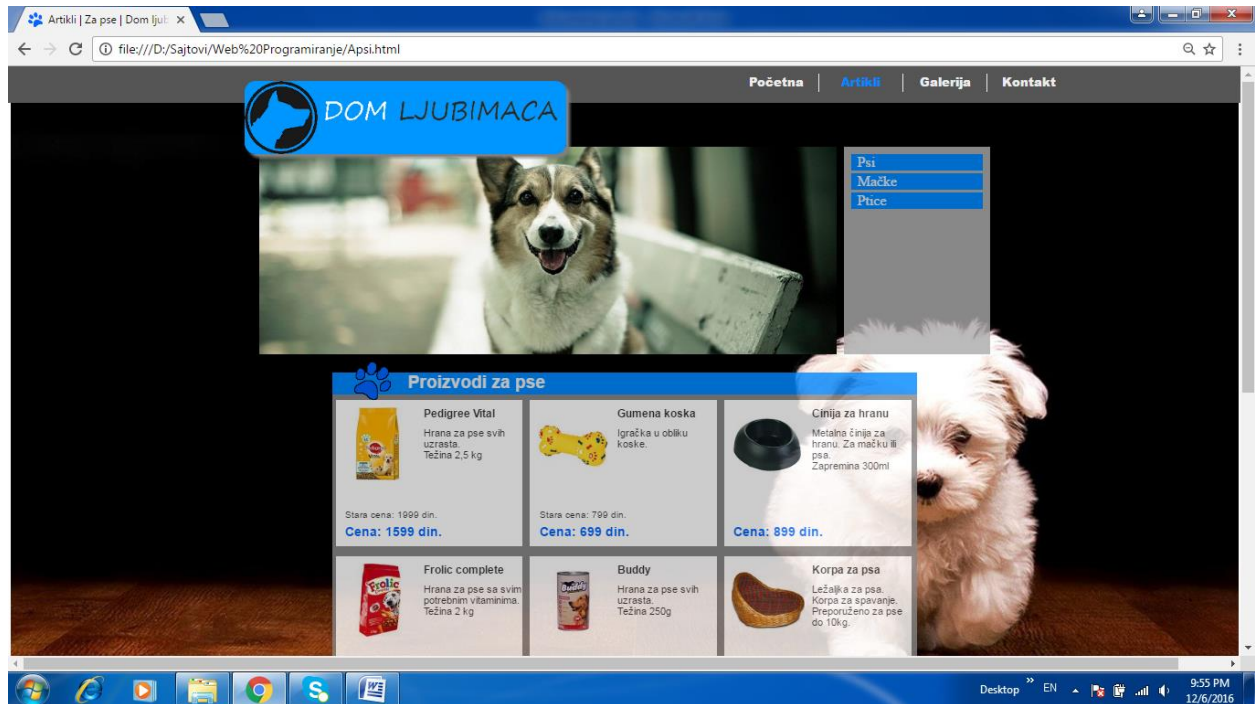 Artikli | Za pse | Dom ljub
file:///D:/Sajtovi/Web%20Programiranje/Apsi.html
Početna
Artikli
Galerija
Kontakt
DOM LJUBIMACA
Psi
Mačke
Ptice
Proizvodi za pse
Pedigree Vital
Hrana za pse svih
uzrasta.
Težina 2,5 kg
Stara cena: 1999 din.
Cena: 1599 din.
Gumena koska
Igračka u obliku
koske.
Stara cena: 799 din.
Cena: 699 din.
Cinija za hranu
Metalna činija za
hranu. Za mačku ili
psa.
Zapremina 300ml
Cena: 899 din.
Frolic
Frolic complete
Hrana za pse sa svim
potrebnim vitaminima.
Težina 2 kg
Buddy
Buddy
Hrana za pse svih
uzrasta.
Težina 250g
Korpa za psa
Ležaljka za psa.
Korpa za spavanje.
Preporuženo za pse
do 10kg.
Desktop
EN
9:55 PM
12/6/2016